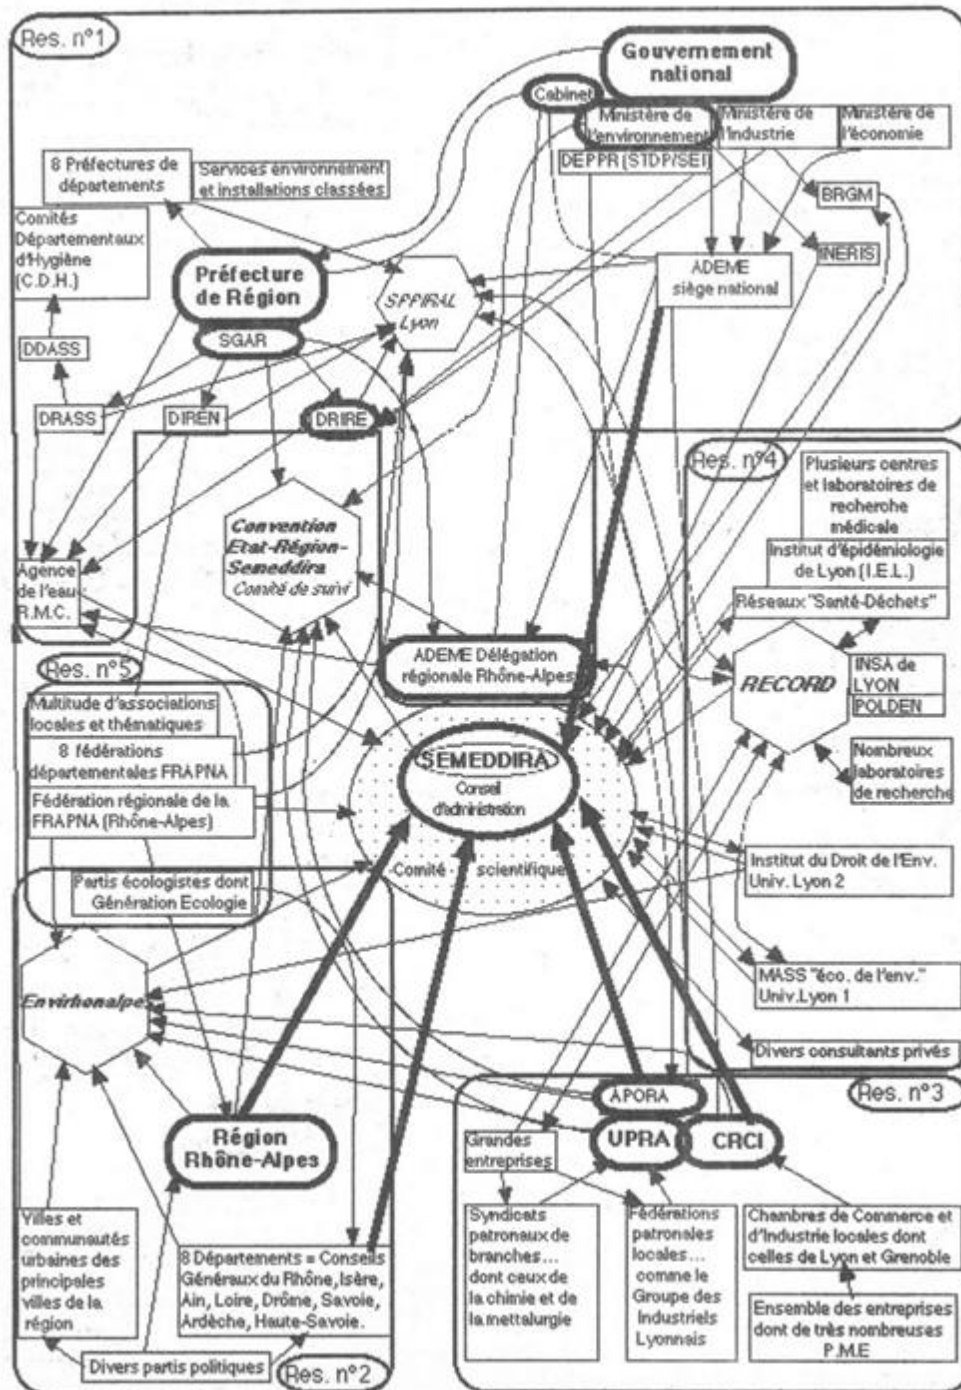 Res. n°1
Gouvernement
national
Cabinet
Ministère de
l'environnement
Ministère de
l'industrie
Ministère de
l'économie
DEPPR (STDP/SEI)
8 Préfectures de
départements
Services environnement
et installations classées
BRGM
Comités
Départementaux
d'Hygiène
(C.D.H.)
INERIS
Préfecture
de Région
SPPIRAL
Lyon
ADEME
siège national
SGAR
DDASS
DRASS
DIREN
DRIRE
Res. n°4
Plusieurs centres
et laboratoires de
recherche
médicale
Convention
Etat-Région-
Semeddira
Comité de suivi
Agence
de l'eau
R.M.C.
Institut d'épidémiologie
de Lyon (I.E.L.)
Réseaux "Santé-Déchets"
ADEME Délégation
régionale Rhône-Alpes
Res. n°5
RECORD
INSA de
LYON
POLDEN
Multitude d'associations
locales et thématiques
8 fédérations
départementales FRAPNA
SEMEDDIRA
Conseil
d'administration
Nombreux
laboratoires
de recherche
Fédération régionale de la
FRAPNA (Rhône-Alpes)
Comité scientifique
Institut du Droit de l'Env.
Univ. Lyon 2
Partis écologistes dont
Génération Ecologie
Envirhonalpes
MASS "éco. de l'env."
Univ.Lyon 1
Divers consultants privés
Res. n°3
APORA
Région
Rhône-Alpes
Grandes
entreprises
UPRA
CRCI
Villes et
communautés
urbaines des
principales
villes de la
région
8 Départements = Conseils
Généraux du Rhône, Isère,
Ain, Loire, Drôme, Savoie,
Ardèche, Haute-Savoie.
Syndicats
patronaux de
branches...
dont ceux de
la chimie et de
la mettalurgie
Fédérations
patronales
locales...
comme le
Groupe des
Industriels
Lyonnais
Chambres de Commerce et
d'Industrie locales dont
celles de Lyon et Grenoble
Ensemble des entreprises
dont de très nombreuses
P.M.E
Divers partis politiques
Res. n°2